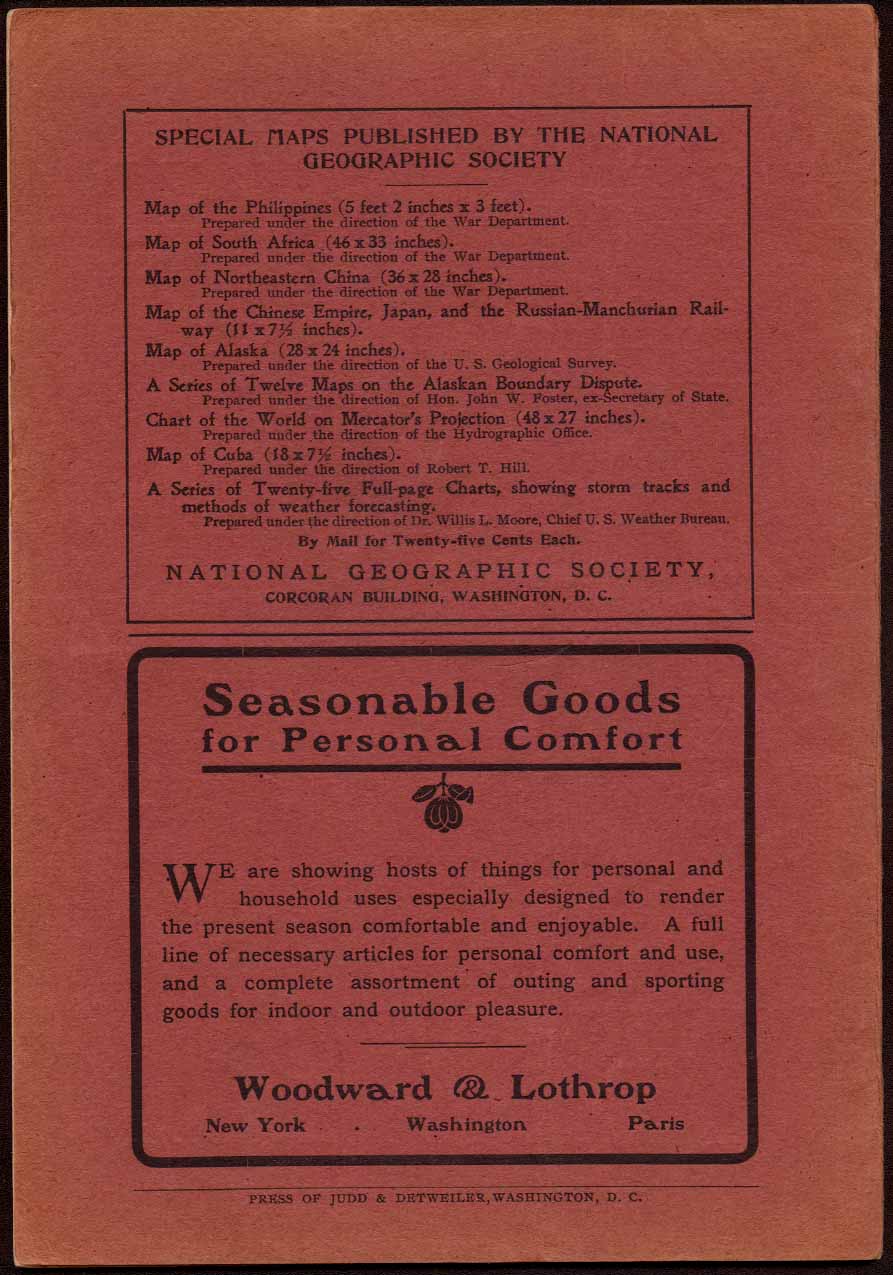 SPECIAL MAPS PUBLISHED BY THE NATIONAL
GEOGRAPHIC SOCIETY
Map of the Philippines (5 feet 2 inches x 3 feet).
Prepared under the direction of the War Department.
Map of South Africa (46 x 33 inches).
Prepared under the direction of the War Department.
Map of Northeastern China (36 x 28 inches).
Prepared under the direction of the War Department.
Map of the Chinese Empire, Japan, and the Russian-Manchurian Rail-
way (11 x 7½ inches).
Map of Alaska (28 x 24 inches).
Prepared under the direction of the U. S. Geological Survey.
A Series of Twelve Maps on the Alaskan Boundary Dispute.
Prepared under the direction of Hon. John W. Foster, ex-Secretary of State.
Chart of the World on Mercator's Projection (48 x 27 inches).
Prepared under the direction of the Hydrographic Office.
Map of Cuba (18 x 7½ inches).
Prepared under the direction of Robert T. Hill.
A Series of Twenty-five Full-page Charts, showing storm tracks and
methods of weather forecasting.
Prepared under the direction of Dr. Willis L. Moore, Chief U. S. Weather Bureau.
By Mail for Twenty-five Cents Each.
NATIONAL GEOGRAPHIC SOCIETY,
CORCORAN BUILDING, WASHINGTON, D. C.
Seasonable Goods
for Personal Comfort
WE are showing hosts of things for personal and
household uses especially designed to render
the present season comfortable and enjoyable. A full
line of necessary articles for personal comfort and use,
and a complete assortment of outing and sporting
goods for indoor and outdoor pleasure.
Woodward & Lothrop
New York . Washington Paris
PRESS OF JUDD & DETWEILER, WASHINGTON, D. C.